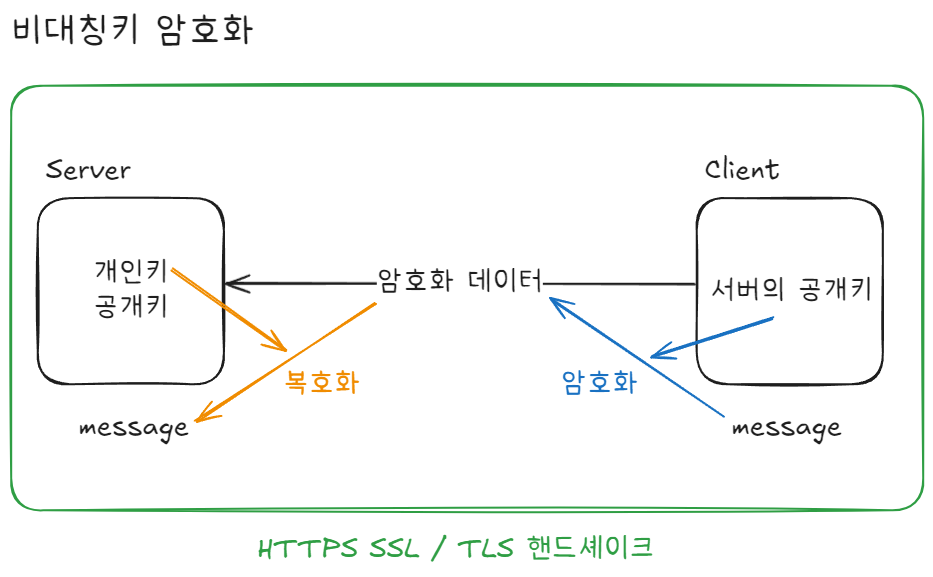 비대칭키 암호화
Server
Client
개인키
공개키
암호화 데이터
서버의 공개키
복호화
암호화
message
message
HTTPS SSL / TLS 핸드셰이크